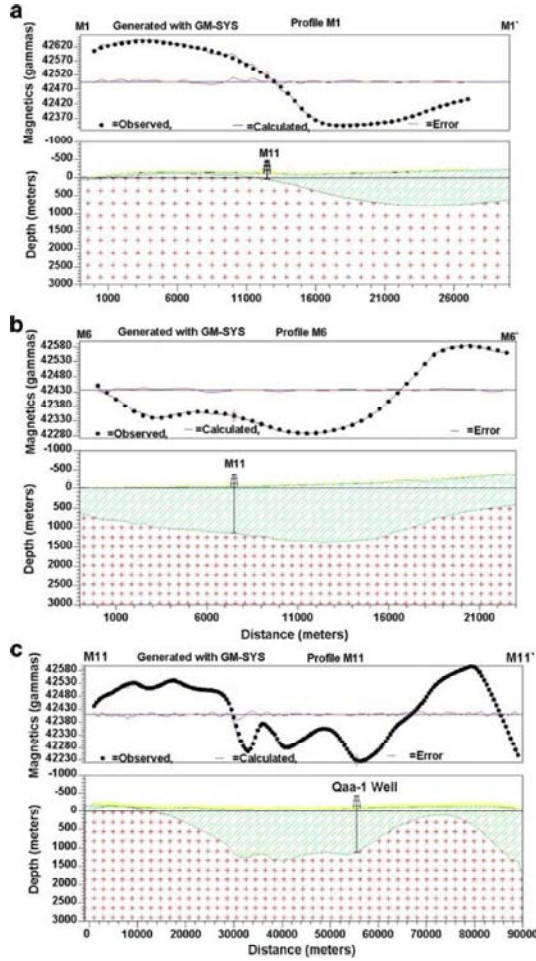 a
M1 Generated with GM-SYS Profile M1 M1`
Magnetics (gammas)
42620
42570
42520
42470
42420
42370
=Observed, =Calculated, =Error
M11
Depth (meters)
-1000
-500
0
500
1000
1500
2000
2500
3000
1000 6000 11000 16000 21000 26000
b
M6 Generated with GM-SYS Profile M6 M6`
Magnetics (gammas)
42580
42530
42480
42430
42380
42330
42280
=Observed, =Calculated, =Error
M11
Depth (meters)
-1000
-500
0
500
1000
1500
2000
2500
3000
1000 6000 11000 16000 21000
Distance (meters)
c
M11 Generated with GM-SYS Profile M11 M11`
Magnetics (gammas)
42580
42530
42480
42430
42380
42330
42280
42230
=Observed, =Calculated, =Error
Qaa-1 Well
Depth (meters)
-1000
-500
0
500
1000
1500
2000
2500
3000
0 10000 20000 30000 40000 50000 60000 70000 80000 90000
Distance (meters)